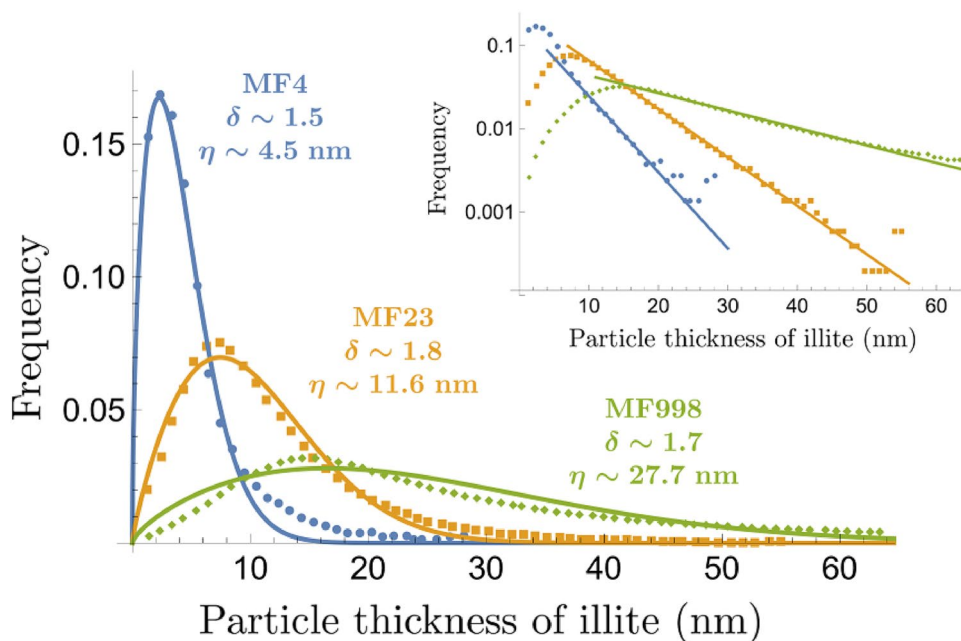 MF4
δ ∼ 1.5
η ∼ 4.5 nm
MF23
δ ∼ 1.8
η ∼ 11.6 nm
MF998
δ ∼ 1.7
η ∼ 27.7 nm
Frequency
0.15
0.10
0.05
10
20
30
40
50
60
Particle thickness of illite (nm)
Frequency
0.1
0.01
0.001
10
20
30
40
50
60
Particle thickness of illite (nm)